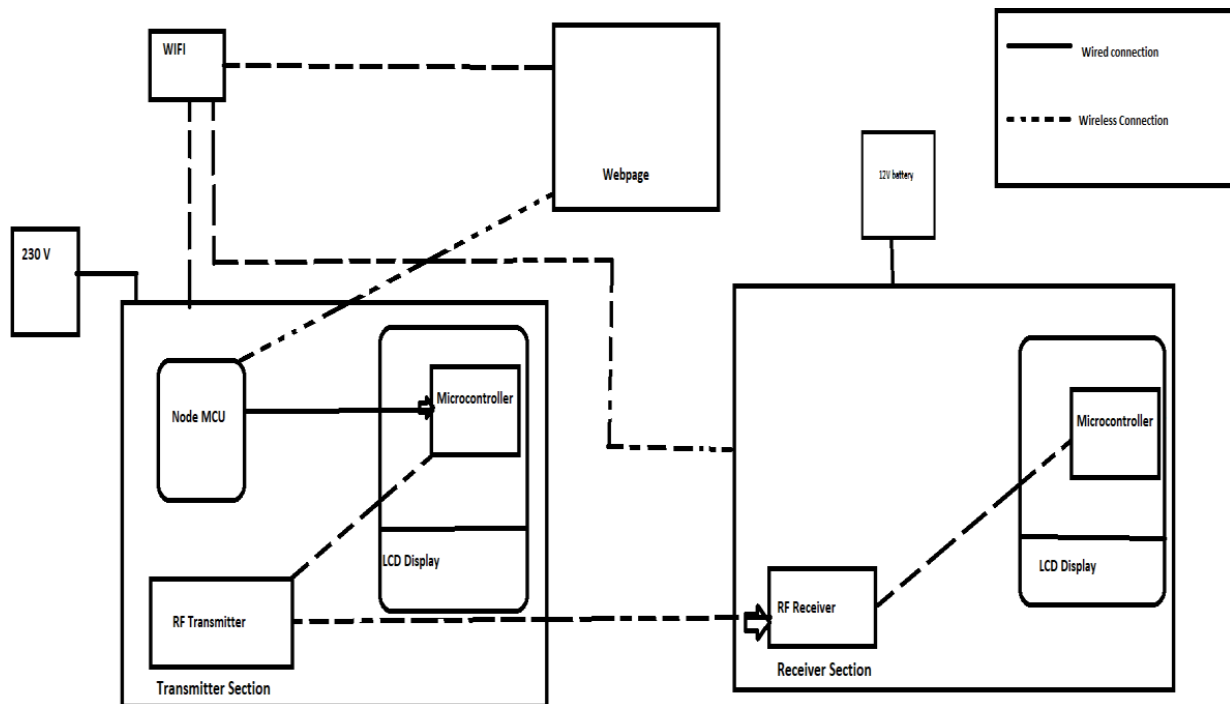 WIFI
Wired connection
Wireless Connection
Webpage
12V battery
230 V
Node MCU
Microcontroller
Microcontroller
LCD Display
LCD Display
RF Transmitter
RF Receiver
Transmitter Section
Receiver Section